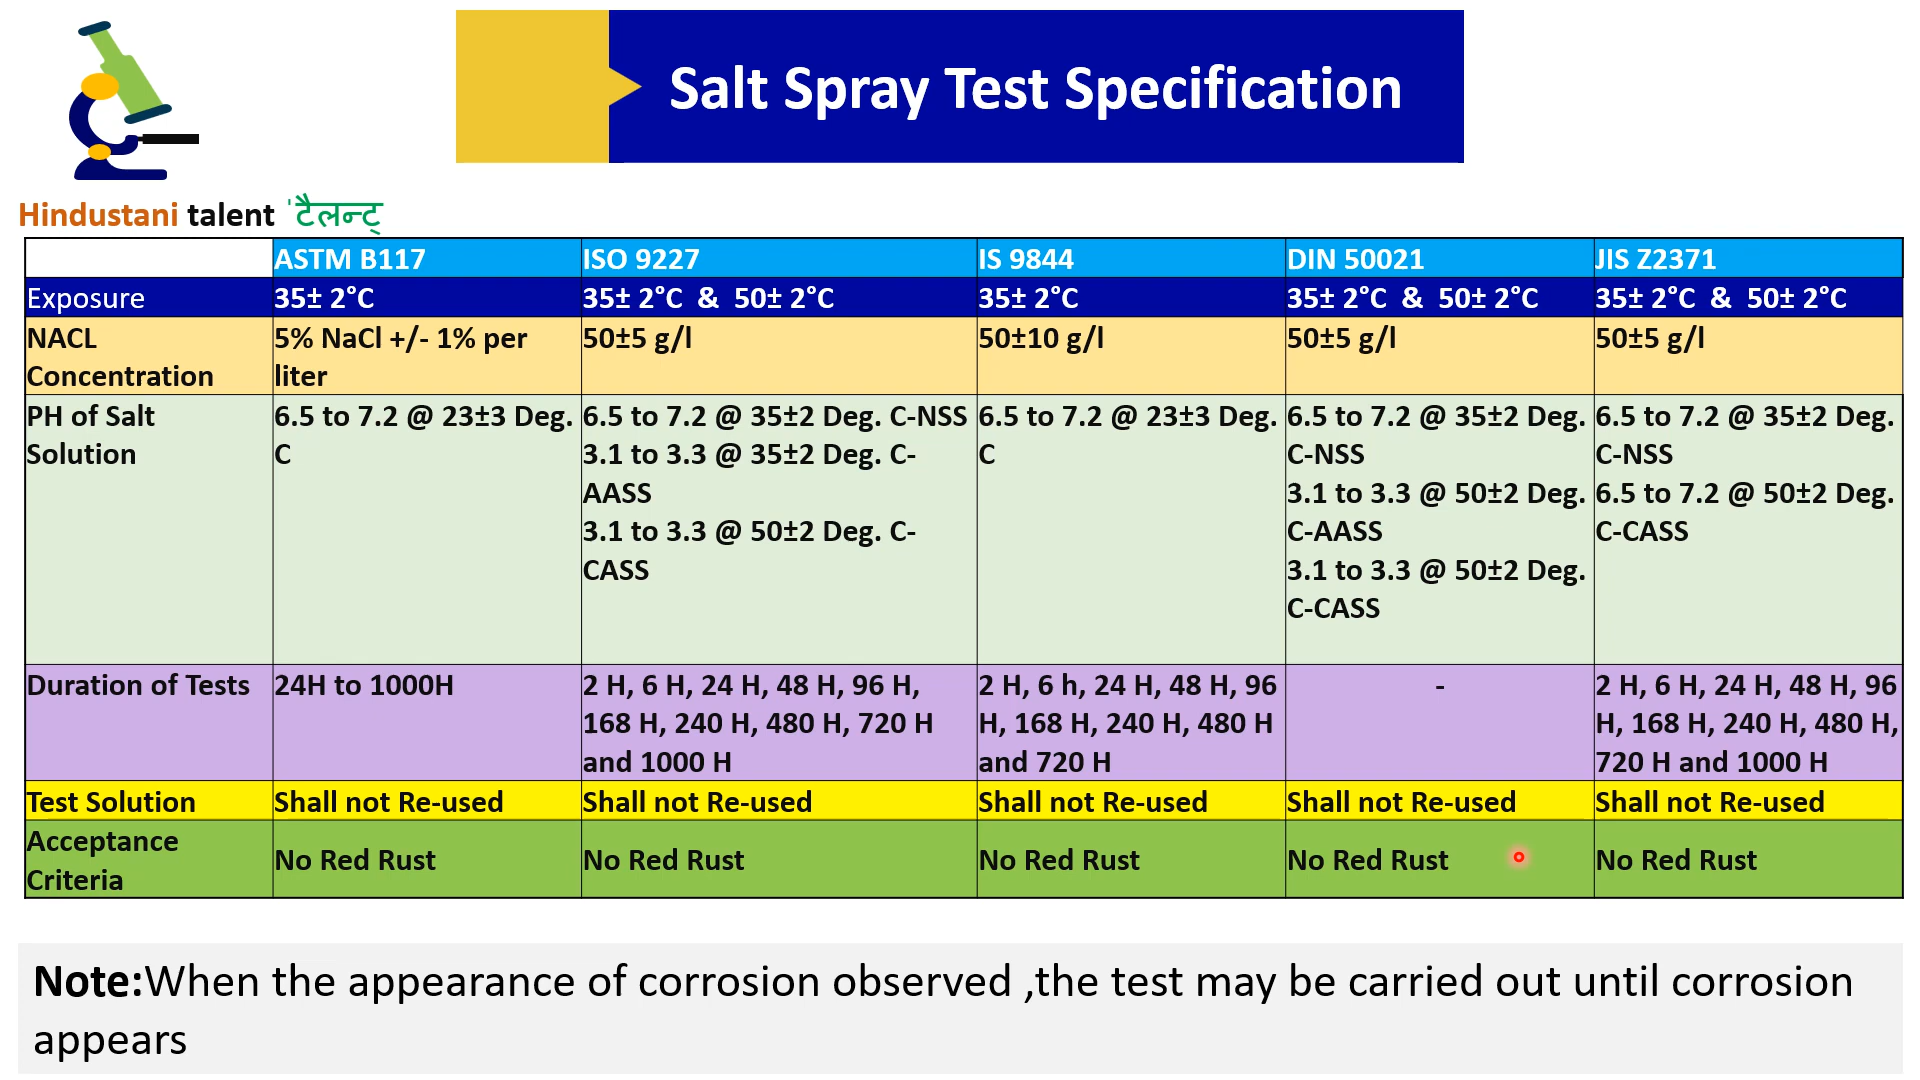 Salt Spray Test Specification
Hindustani talent 'टैलन्ट्
ASTM B117
ISO 9227
IS 9844
DIN 50021
JIS Z2371
Exposure
35± 2°C
35± 2°C & 50± 2°C
35± 2°C
35± 2°C & 50± 2°C
35± 2°C & 50± 2°C
NACL
Concentration
5% NaCl +/- 1% per
liter
50±5 g/l
50±10 g/l
50±5 g/l
50±5 g/l
PH of Salt
Solution
6.5 to 7.2 @ 23±3 Deg.
C
6.5 to 7.2 @ 35±2 Deg. C-NSS
3.1 to 3.3 @ 35±2 Deg. C-
AASS
3.1 to 3.3 @ 50±2 Deg. C-
CASS
6.5 to 7.2 @ 23±3 Deg.
C
6.5 to 7.2 @ 35±2 Deg.
C-NSS
3.1 to 3.3 @ 50±2 Deg.
C-AASS
3.1 to 3.3 @ 50±2 Deg.
C-CASS
6.5 to 7.2 @ 35±2 Deg.
C-NSS
6.5 to 7.2 @ 50±2 Deg.
C-CASS
Duration of Tests
24H to 1000H
2 H, 6 H, 24 H, 48 H, 96 H,
168 H, 240 H, 480 H, 720 H
and 1000 H
2 H, 6 h, 24 H, 48 H, 96
H, 168 H, 240 H, 480 H
and 720 H
-
2 H, 6 H, 24 H, 48 H, 96
H, 168 H, 240 H, 480 H,
720 H and 1000 H
Test Solution
Shall not Re-used
Shall not Re-used
Shall not Re-used
Shall not Re-used
Shall not Re-used
Acceptance
Criteria
No Red Rust
No Red Rust
No Red Rust
No Red Rust
No Red Rust
Note:When the appearance of corrosion observed ,the test may be carried out until corrosion
appears